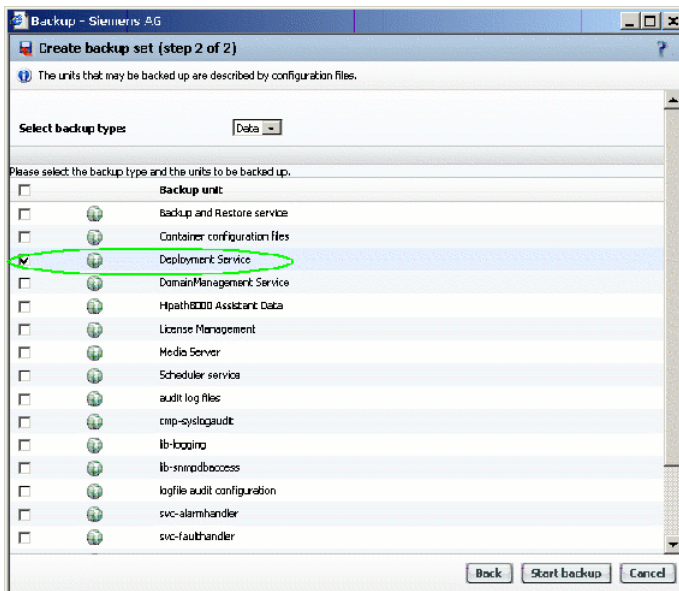 Backup - Siemens AG
Create backup set (step 2 of 2)
?
The units that may be backed up are described by configuration files.
Select backup type: Data
Please select the backup type and the units to be backed up.
Backup unit
Backup and Restore service
Container configuration files
Deployment Service
DomainManagement Service
Hipath8000 Assistant Data
License Management
Media Server
Scheduler service
audit log files
cmp-syslogaudit
lib-logging
lib-snmpdbaccess
logfile audit configuration
svc-alarmhandler
svc-faulthandler
Back Start backup Cancel